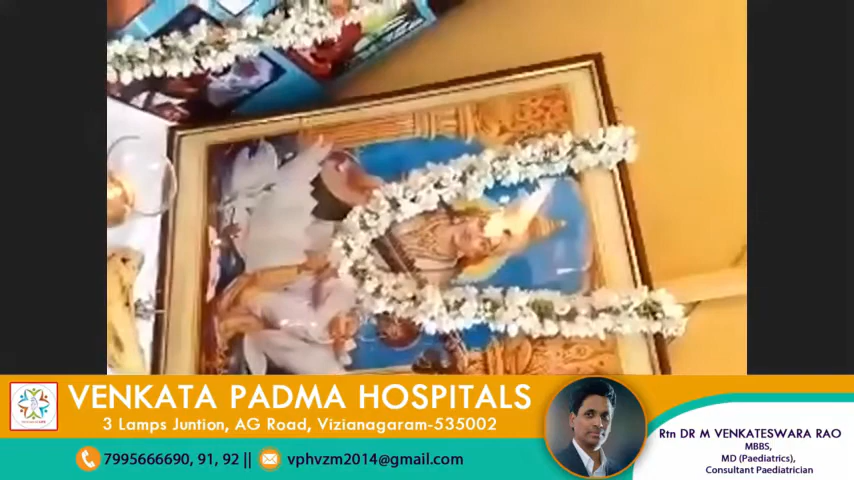 VENKATA PADMA HOSPITALS
3 Lamps Juntion, AG Road, Vizianagaram-535002
7995666690, 91, 92 || vphvzm2014@gmail.com
Rtn DR M VENKATESWARA RAO
MBBS,
MD (Paediatrics),
Consultant Paediatrician